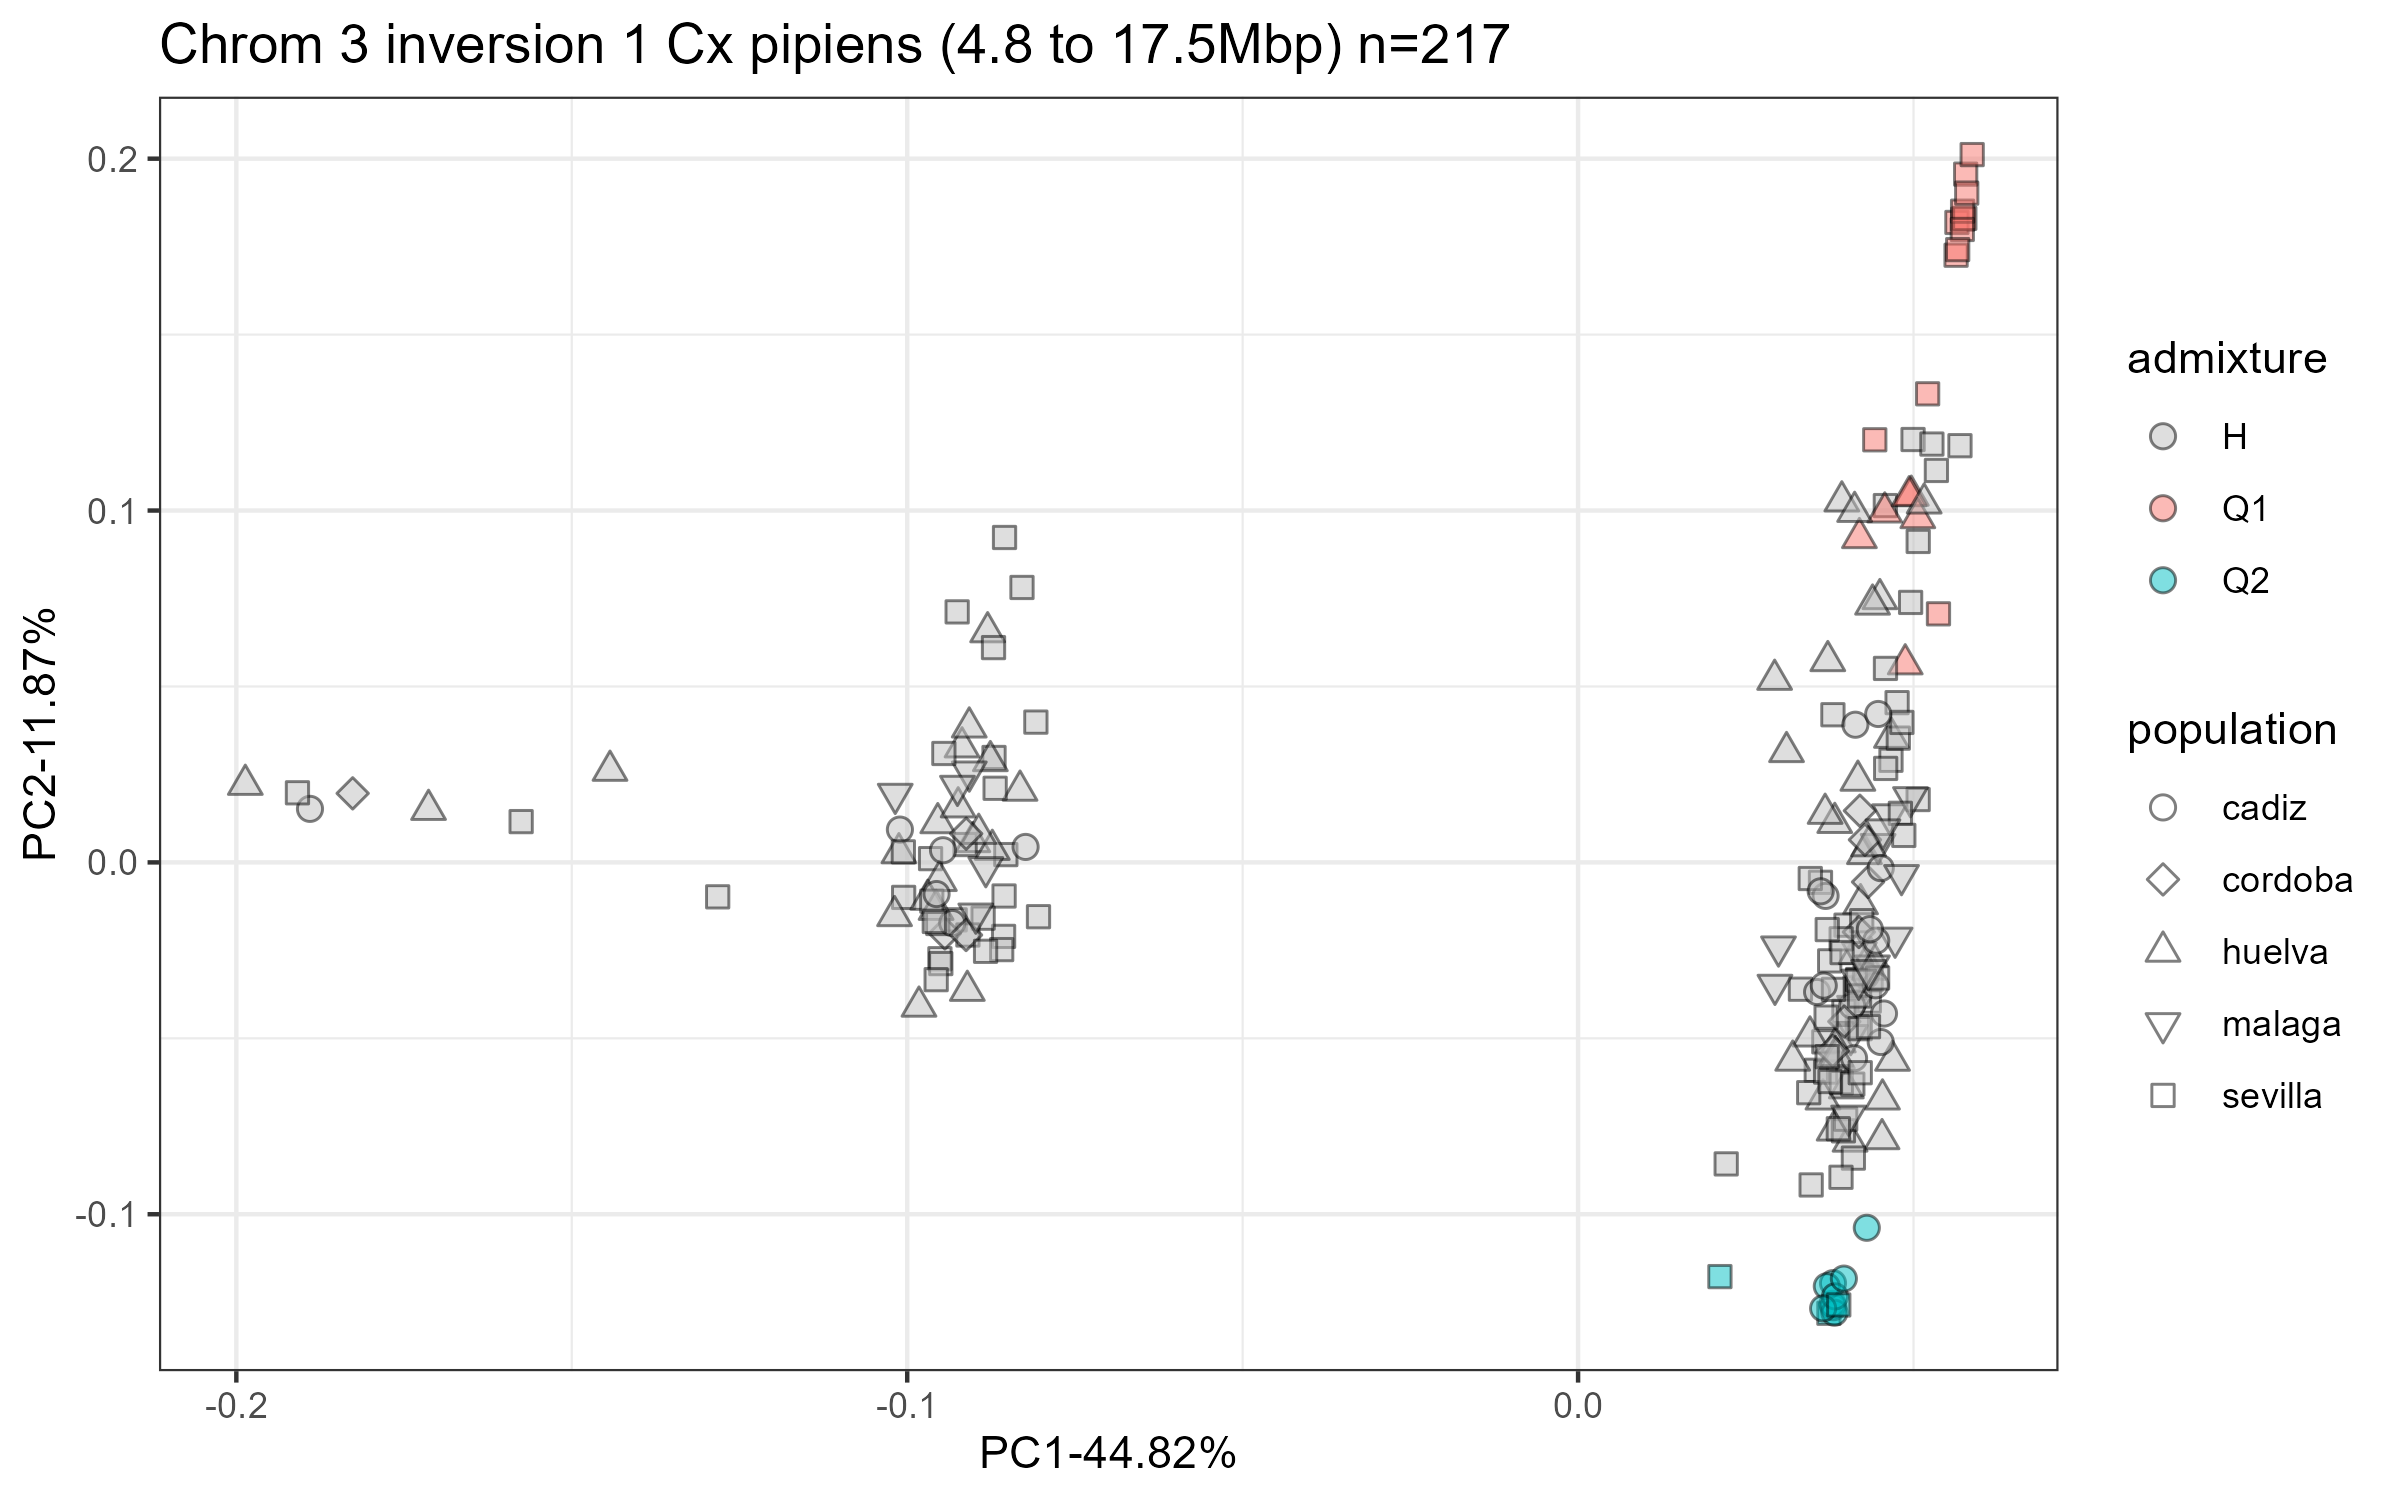 Chrom 3 inversion 1 Cx pipiens (4.8 to 17.5Mbp) n=217
0.2
0.1
0.0
-0.1
PC2-11.87%
-0.2
-0.1
0.0
PC1-44.82%
admixture
H
Q1
Q2
population
cadiz
cordoba
huelva
malaga
sevilla